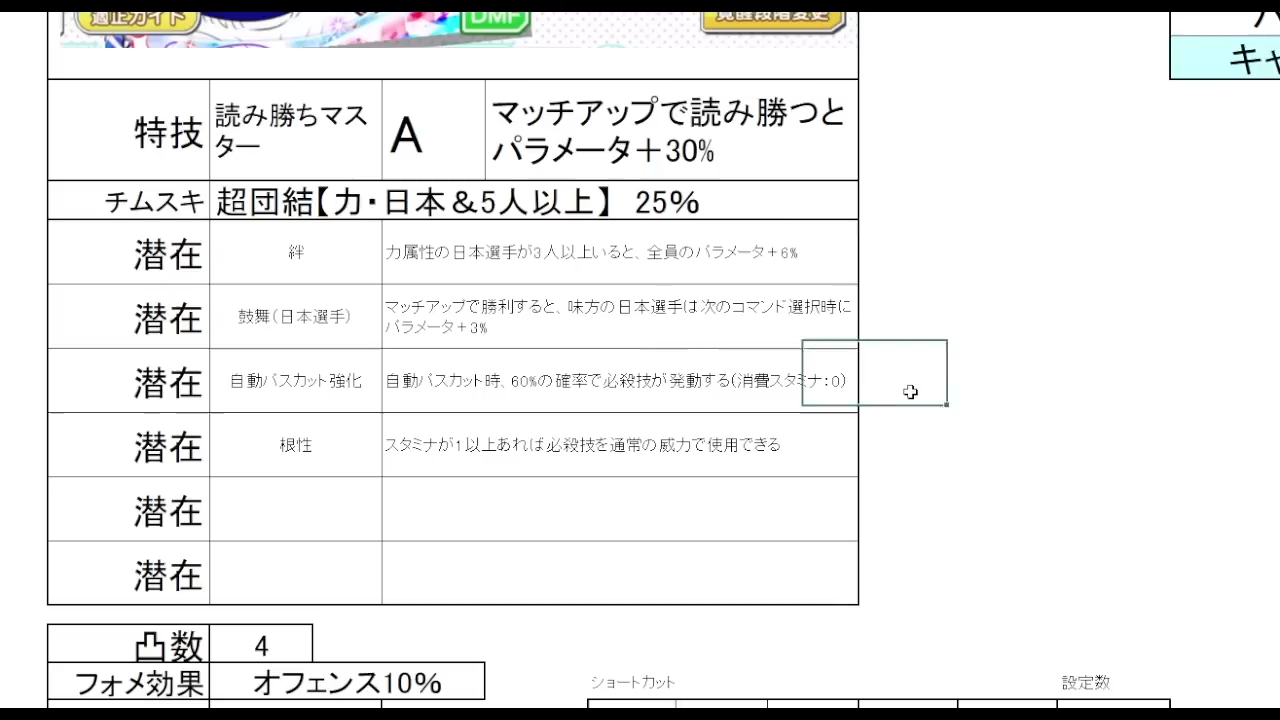 適正ガイド
DMF
覚醒段階変更
特技
読み勝ちマス
ター
A
マッチアップで読み勝つと
パラメータ＋30%
チムスキ
超団結【力・日本＆5人以上】 25%
潜在
絆
力属性の日本選手が3人以上いると、全員のパラメータ＋6%
潜在
鼓舞（日本選手）
マッチアップで勝利すると、味方の日本選手は次のコマンド選択時に
パラメータ＋3%
潜在
自動パスカット強化
自動パスカット時、60%の確率で必殺技が発動する（消費スタミナ：0）
潜在
根性
スタミナが1以上あれば必殺技を通常の威力で使用できる
潜在
潜在
凸数
4
フォメ効果
オフェンス10%
ショートカット
設定数
キャ